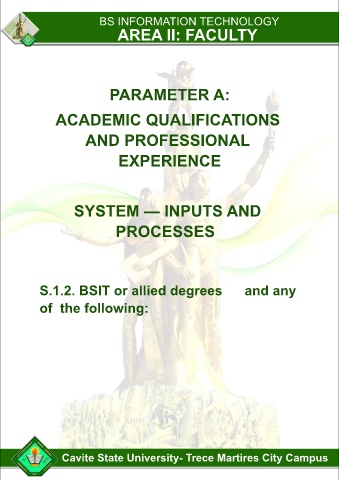 BS INFORMATION TECHNOLOGY
AREA II: FACULTY
PARAMETER A:
ACADEMIC QUALIFICATIONS
AND PROFESSIONAL
EXPERIENCE
SYSTEM — INPUTS AND
PROCESSES
S.1.2. BSIT or allied degrees and any
of the following:
Cavite State University- Trece Martires City Campus